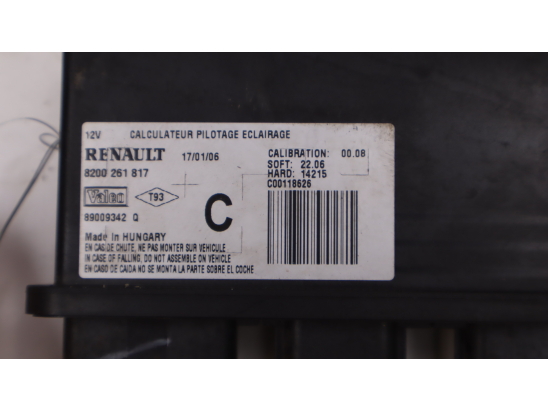 12V CALCULATEUR PILOTAGE ECLAIRAGE
RENAULT 17/01/06 CALIBRATION: 00.08
8200 261 817 SOFT: 22.06
HARD: 14215
C00118626
Valeo T93
C
89009342 Q
Made in HUNGARY
EN CAS DE CHUTE, NE PAS MONTER SUR VÉHICULE
IN CASE OF FALLING, DO NOT ASSEMBLE ON VEHICLE
EN CASO DE CAIDA NO SE MONTA LA PARTE SOBRE EL COCHE